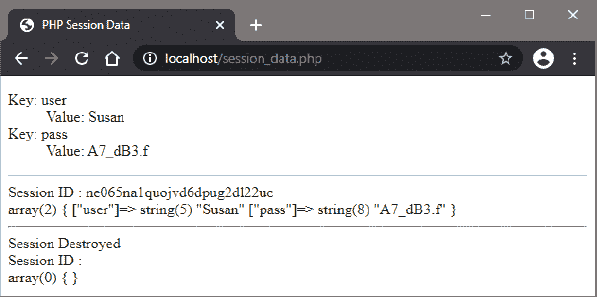 PHP Session Data
localhost/session_data.php
Key: user
Value: Susan
Key: pass
Value: A7_dB3.f
Session ID : ne065na1quojvd6dpug2dl22uc
array(2) { ["user"]=> string(5) "Susan" ["pass"]=> string(8) "A7_dB3.f" }
Session Destroyed
Session ID :
array(0) { }